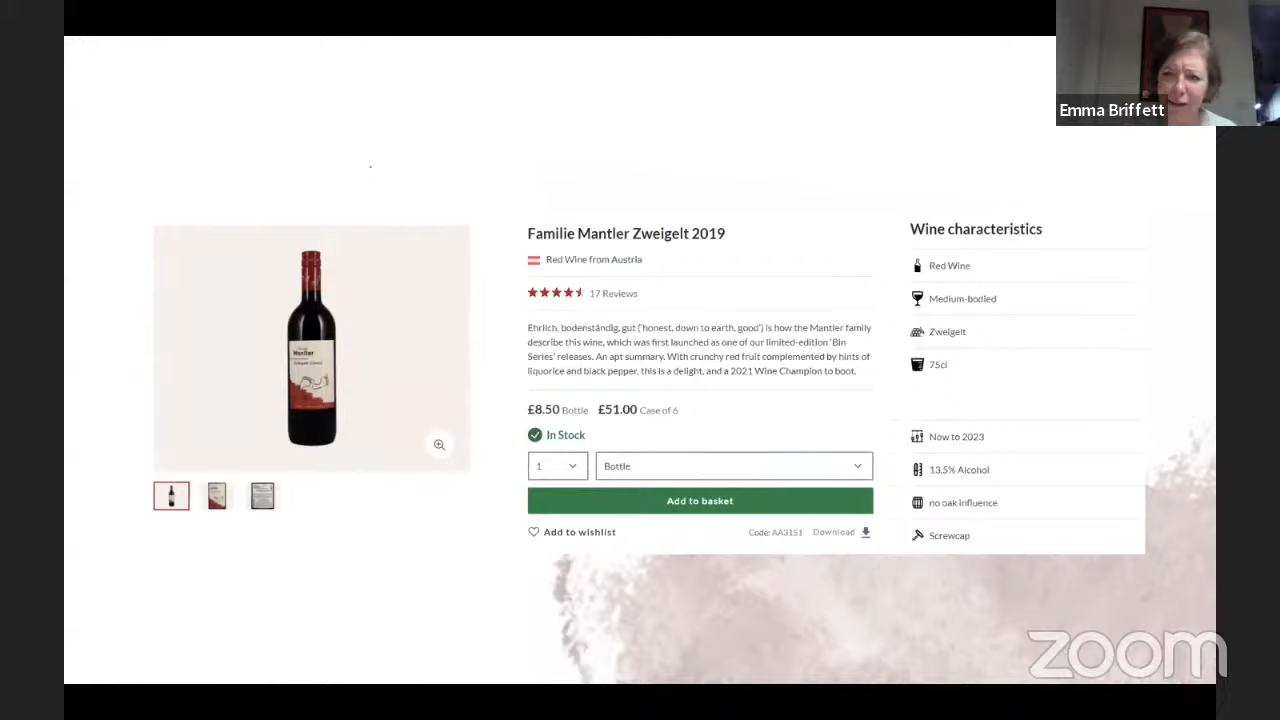 Emma Briffett
Familie Mantler Zweigelt 2019
Red Wine from Austria
17 Reviews
Ehrlich, bodenständig, gut ('honest, down to earth, good') is how the Mantler family
describe this wine, which was first launched as one of our limited-edition 'Bin
Series' releases. An apt summary. With crunchy red fruit complemented by hints of
liquorice and black pepper, this is a delight, and a 2021 Wine Champion to boot.
£8.50 Bottle £51.00 Case of 6
In Stock
1 Bottle
Add to basket
Add to wishlist Code: AA3151 Download
Wine characteristics
Red Wine
Medium-bodied
Zweigelt
75cl
Now to 2023
13.5% Alcohol
no oak influence
Screwcap
Mantler
zoom